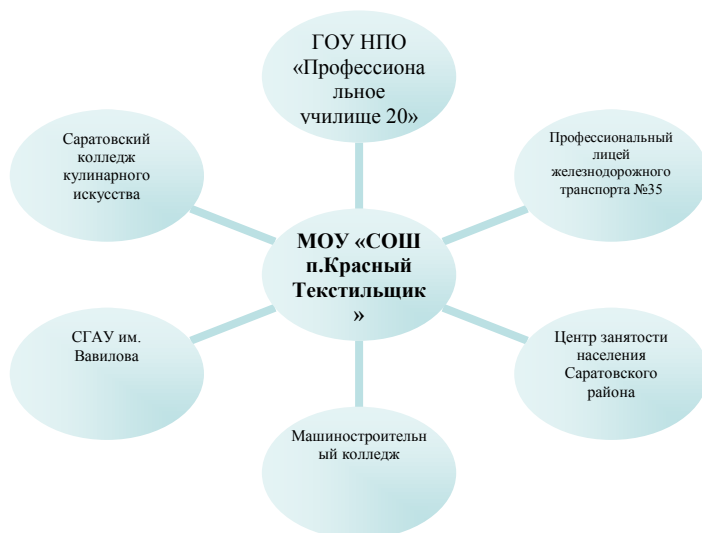 ГОУ НПО
«Профессиона
льное
училище 20»
Саратовский
колледж
кулинарного
искусства
Профессиональный
лицей
железнодорожного
транспорта №35
МОУ «СОШ
п.Красный
Текстильщик
»
СГАУ им.
Вавилова
Центр занятости
населения
Саратовского
района
Машиностроительн
ый колледж